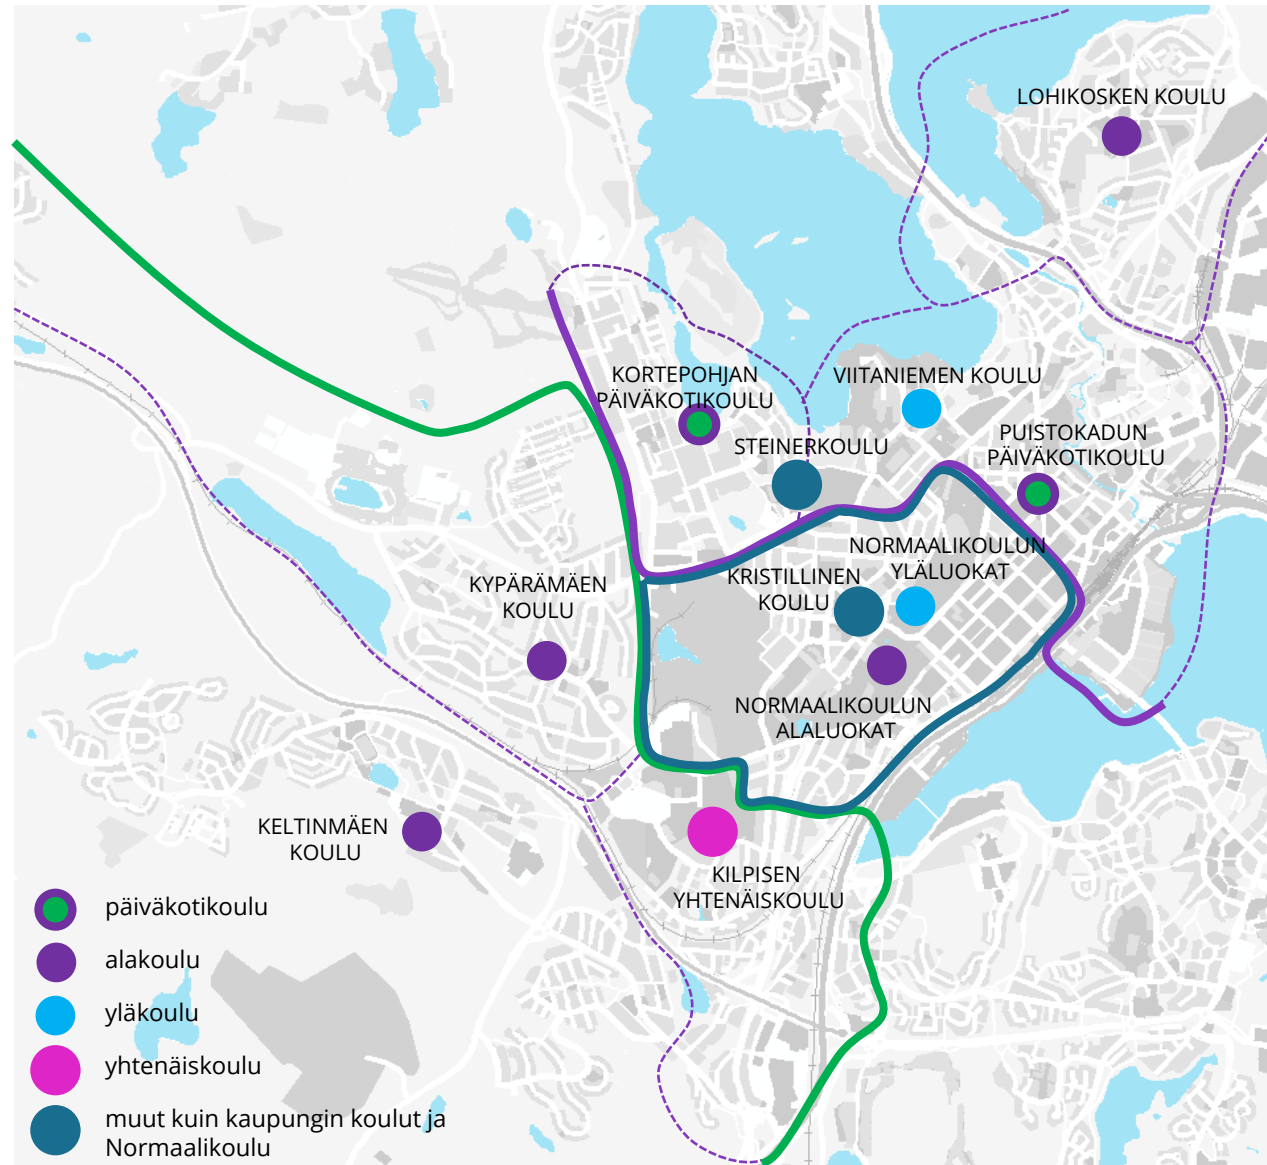 LOHIKOSKEN KOULU
KORTEPOHJAN
PÄIVÄKOTIKOULU
VIITANIEMEN KOULU
STEINERKOULU
PUISTOKADUN
PÄIVÄKOTIKOULU
NORMAALIKOULUN
YLÄLUOKAT
KRISTILLINEN
KOULU
KYPÄRÄMÄEN
KOULU
NORMAALIKOULUN
ALALUOKAT
KELTINMÄEN
KOULU
KILPISEN
YHTENÄISKOULU
päiväkotikoulu
alakoulu
yläkoulu
yhtenäiskoulu
muut kuin kaupungin koulut ja
Normaalikoulu